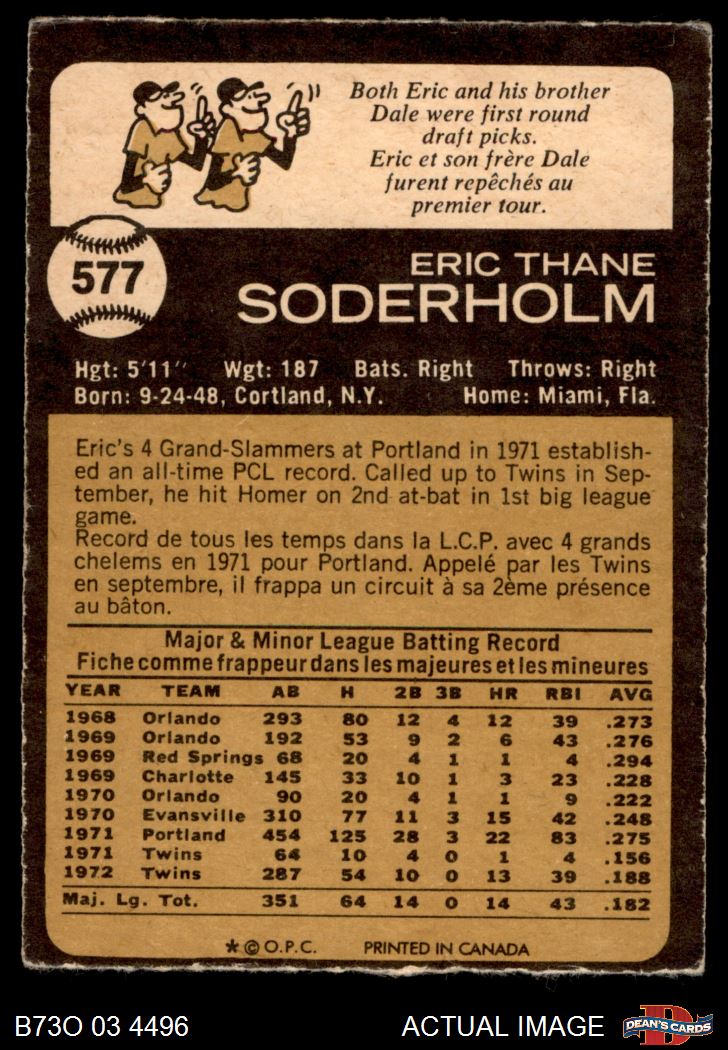 Both Eric and his brother
Dale were first round
draft picks.
Eric et son frère Dale
furent repêchés au
premier tour.
577
ERIC THANE
SODERHOLM
Hgt: 5'11" Wgt: 187 Bats. Right Throws: Right
Born: 9-24-48, Cortland, N.Y. Home: Miami, Fla.
Eric's 4 Grand-Slammers at Portland in 1971 establish-
ed an all-time PCL record. Called up to Twins in Sep-
tember, he hit Homer on 2nd at-bat in 1st big league
game.
Record de tous les temps dans la L.C.P. avec 4 grands
chelems en 1971 pour Portland. Appelé par les Twins
en septembre, il frappa un circuit à sa 2ème présence
au bâton.
Major & Minor League Batting Record
Fiche comme frappeur dans les majeures et les mineures
YEAR TEAM AB H 2B 3B HR RBI AVG
1968 Orlando 293 80 12 4 12 39 .273
1969 Orlando 192 53 9 2 6 43 .276
1969 Red Springs 68 20 4 1 1 4 .294
1969 Charlotte 145 33 10 1 3 23 .228
1970 Orlando 90 20 4 1 1 9 .222
1970 Evansville 310 77 11 3 15 42 .248
1971 Portland 454 125 28 3 22 83 .275
1971 Twins 64 10 4 0 1 4 .156
1972 Twins 287 54 10 0 13 39 .188
Maj. Lg. Tot. 351 64 14 0 14 43 .182
* © O.P.C. PRINTED IN CANADA
B73O 03 4496 ACTUAL IMAGE D DEAN'S CARDS